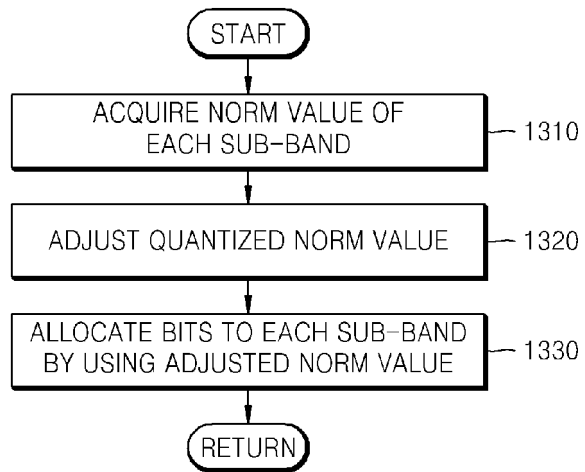 START
ACQUIRE NORM VALUE OF
EACH SUB-BAND
1310
ADJUST QUANTIZED NORM VALUE
1320
ALLOCATE BITS TO EACH SUB-BAND
BY USING ADJUSTED NORM VALUE
1330
RETURN